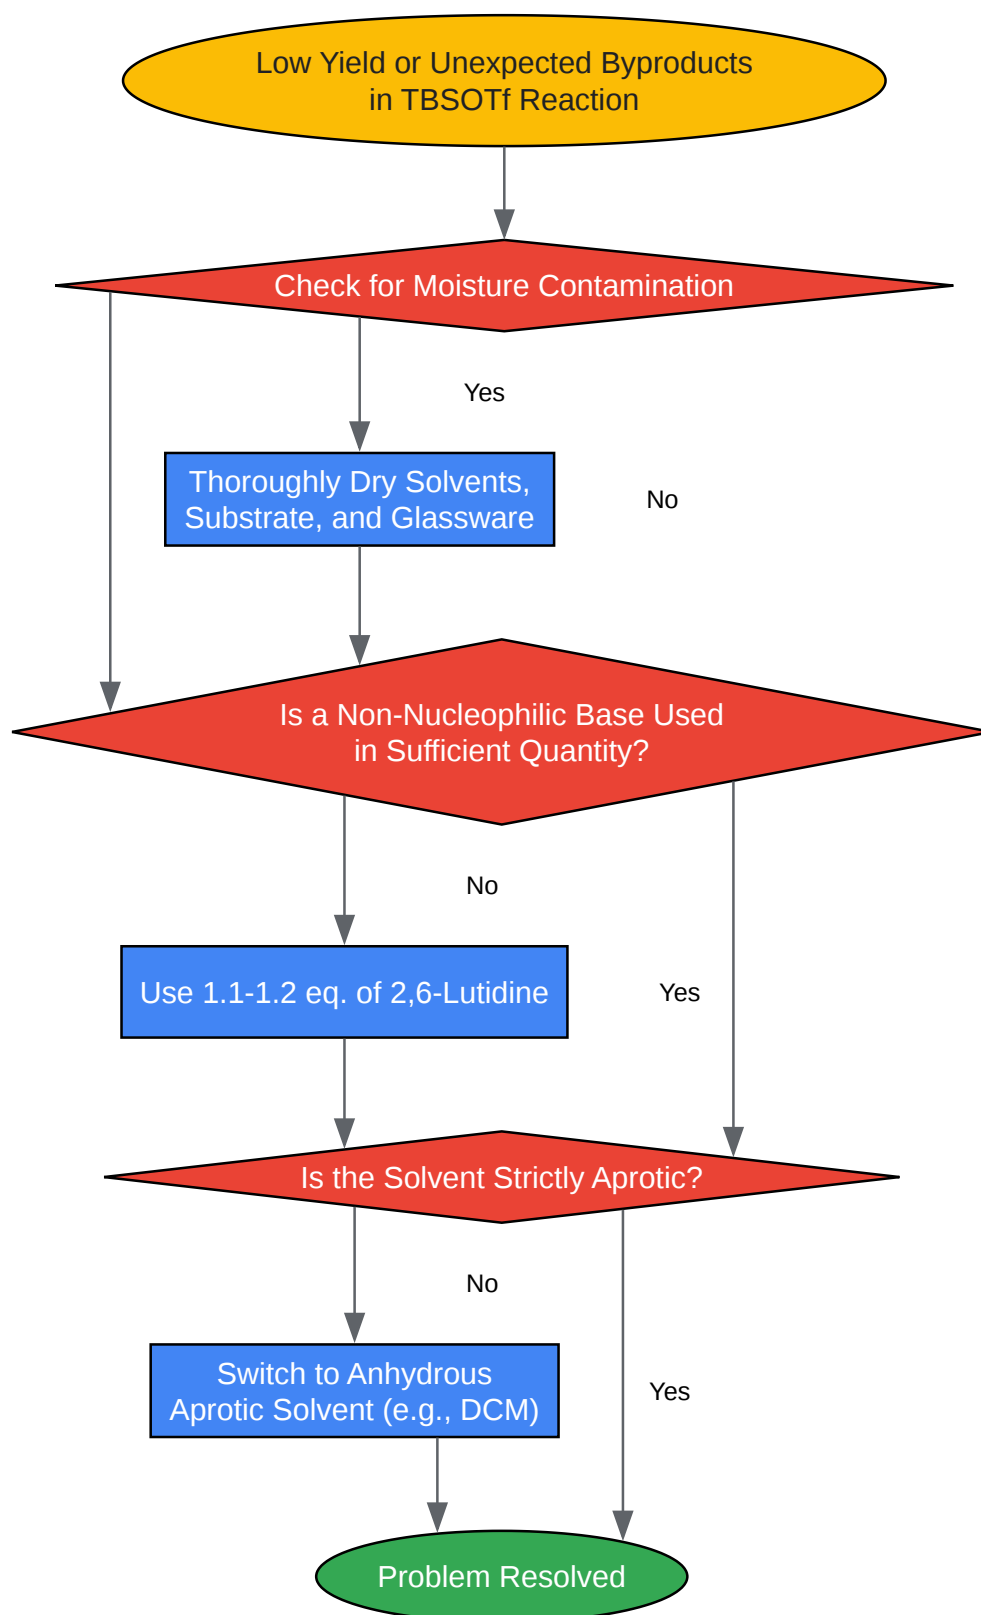 Low Yield or Unexpected Byproducts
in TBSOTf Reaction
Check for Moisture Contamination
Yes
Thoroughly Dry Solvents,
Substrate, and Glassware
No
Is a Non-Nucleophilic Base Used
in Sufficient Quantity?
No
Use 1.1-1.2 eq. of 2,6-Lutidine
Yes
Is the Solvent Strictly Aprotic?
No
Switch to Anhydrous
Aprotic Solvent (e.g., DCM)
Yes
Problem Resolved